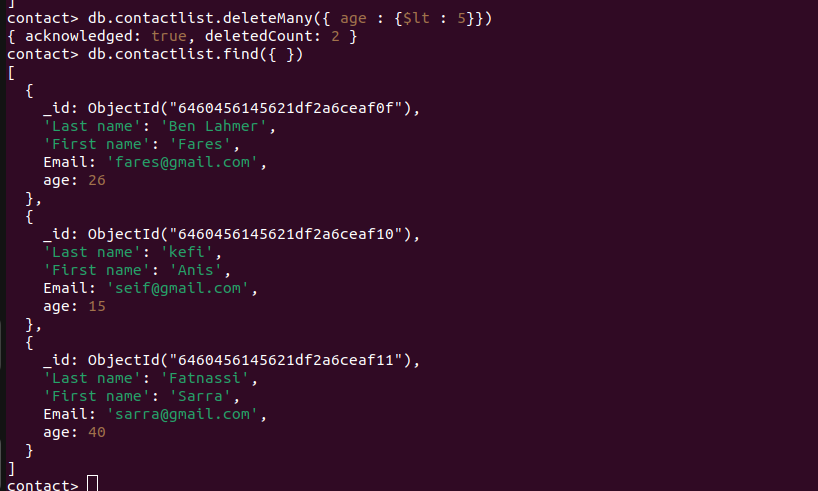 ]
contact> db.contactlist.deleteMany({ age : {$lt : 5}})
{ acknowledged: true, deletedCount: 2 }
contact> db.contactlist.find({ })
[
  {
    _id: ObjectId("6460456145621df2a6ceaf0f"),
    'Last name': 'Ben Lahmer',
    'First name': 'Fares',
    Email: 'fares@gmail.com',
    age: 26
  },
  {
    _id: ObjectId("6460456145621df2a6ceaf10"),
    'Last name': 'kefi',
    'First name': 'Anis',
    Email: 'seif@gmail.com',
    age: 15
  },
  {
    _id: ObjectId("6460456145621df2a6ceaf11"),
    'Last name': 'Fatnassi',
    'First name': 'Sarra',
    Email: 'sarra@gmail.com',
    age: 40
  }
]
contact>